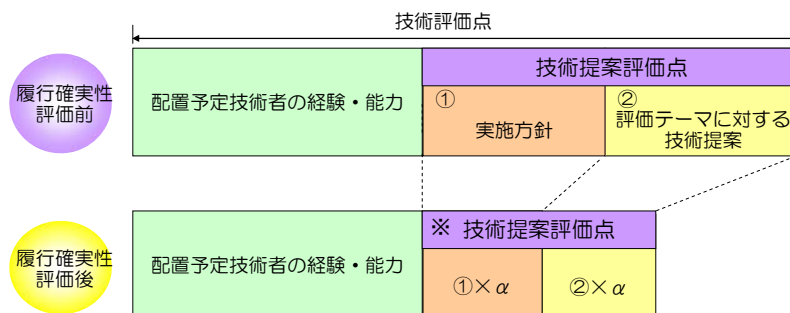 技術評価点
履行確実性
評価前
配置予定技術者の経験・能力
技術提案評価点
①
実施方針
②
評価テーマに対する
技術提案
履行確実性
評価後
配置予定技術者の経験・能力
※ 技術提案評価点
①×α
②×α